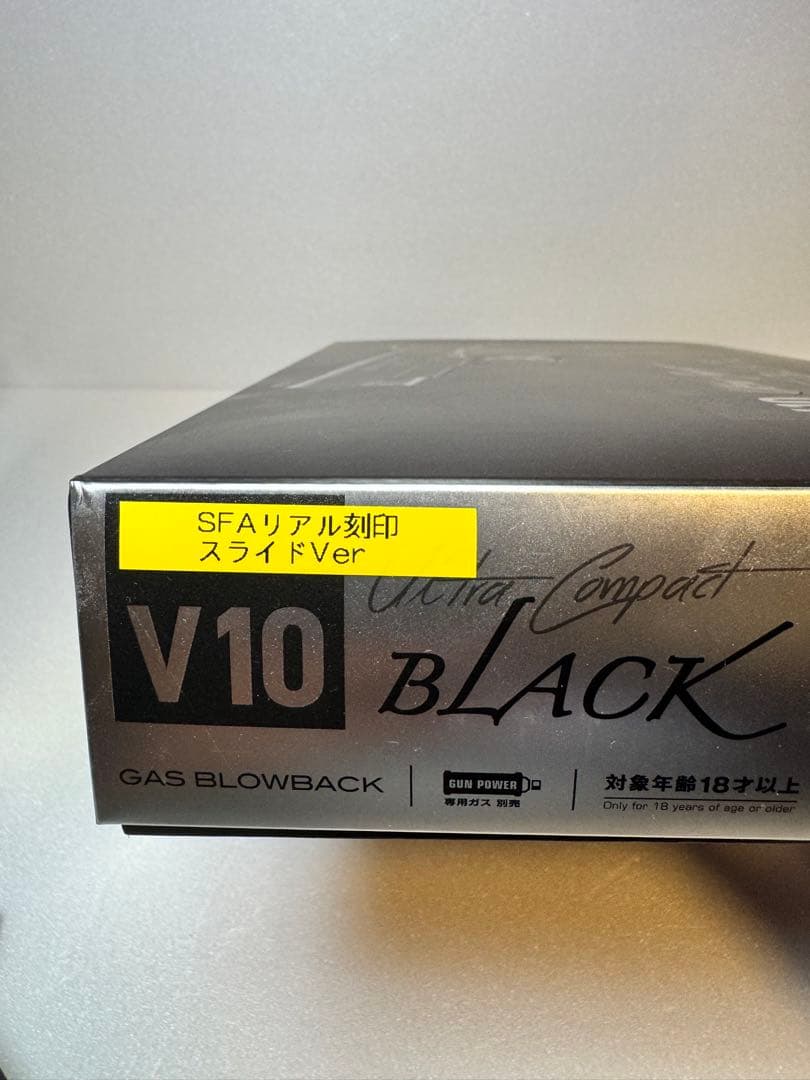 SFAリアル刻印
スライドVer
Ultra Compact
V10
BLACK
GAS BLOWBACK
GUN POWER
専用ガス 別売
対象年齢18才以上
Only for 18 years of age or older